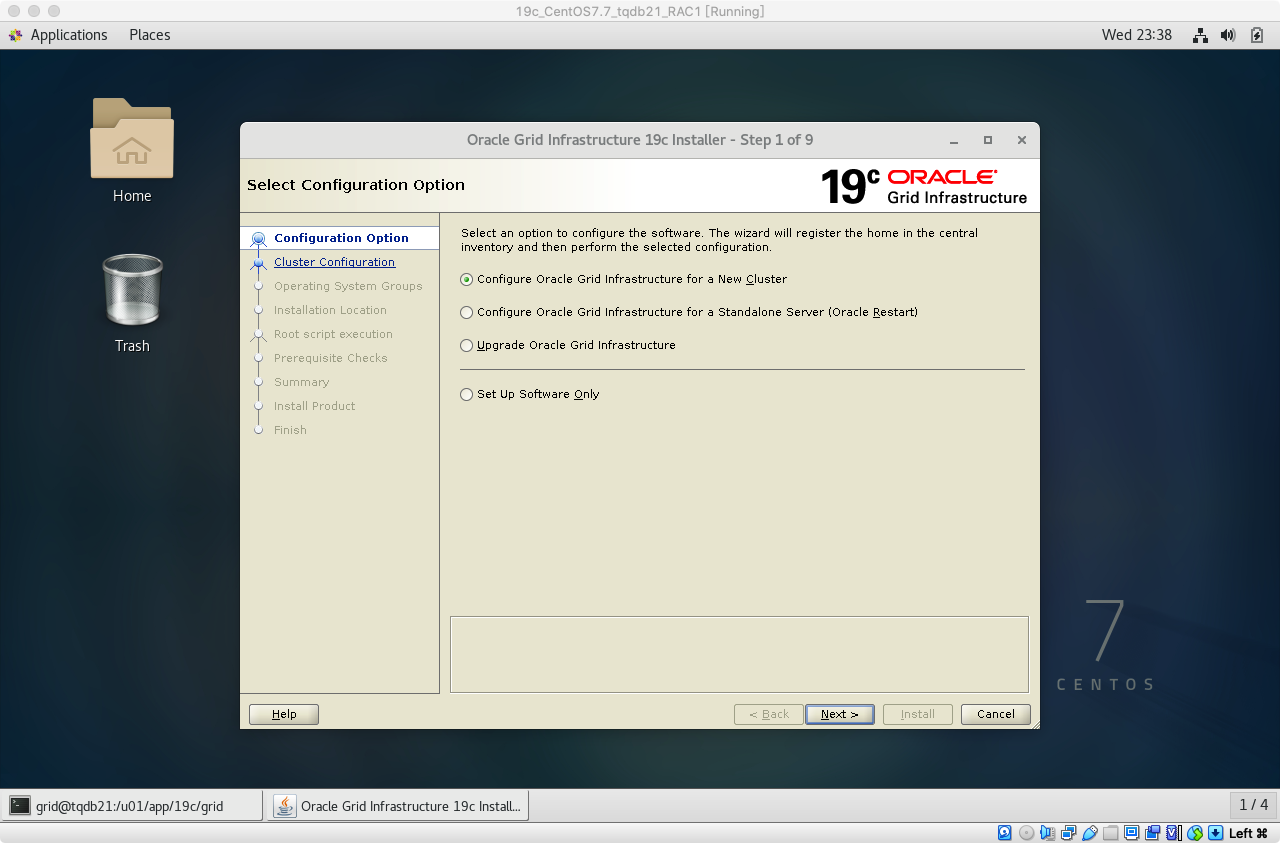 19c_CentOS7.7_tqdb21_RAC1 [Running]
Applications Places Wed 23:38
Home
Trash
Oracle Grid Infrastructure 19c Installer - Step 1 of 9
Select Configuration Option
19c ORACLE
Grid Infrastructure
Configuration Option
Cluster Configuration
Operating System Groups
Installation Location
Root script execution
Prerequisite Checks
Summary
Install Product
Finish
Select an option to configure the software. The wizard will register the home in the central
inventory and then perform the selected configuration.
Configure Oracle Grid Infrastructure for a New Cluster
Configure Oracle Grid Infrastructure for a Standalone Server (Oracle Restart)
Upgrade Oracle Grid Infrastructure
Set Up Software Only
7
CENTOS
Help < Back Next > Install Cancel
grid@tqdb21:/u01/app/19c/grid Oracle Grid Infrastructure 19c Install... 1 / 4
Left ⌘